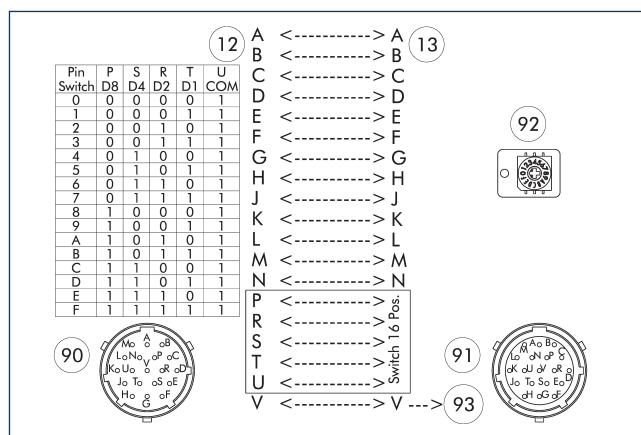 12 A <-------------> A 13
B <-------------> B
C <-------------> C
D <-------------> D
E <-------------> E
F <-------------> F
G <-------------> G
H <-------------> H
J <-------------> J
K <-------------> K
L <-------------> L
M <-------------> M
N <-------------> N
P <------------->
R <------------->
S <------------->
T <------------->
U <------------->
Switch 16 Pos.
V <-------------> V ---> 93
Pin P S R T U
Switch D8 D4 D2 D1 COM
0 0 0 0 0 1
1 0 0 0 1 1
2 0 0 1 0 1
3 0 0 1 1 1
4 0 1 0 0 1
5 0 1 0 1 1
6 0 1 1 0 1
7 0 1 1 1 1
8 1 0 0 0 1
9 1 0 0 1 1
A 1 0 1 0 1
B 1 0 1 1 1
C 1 1 0 0 1
D 1 1 0 1 1
E 1 1 1 0 1
F 1 1 1 1 1
92
90
A
M B
L N P C
V
K U R D
J T S E
H F
G
91
A B
M C
L N P
K U V R D
J T S E
H G F